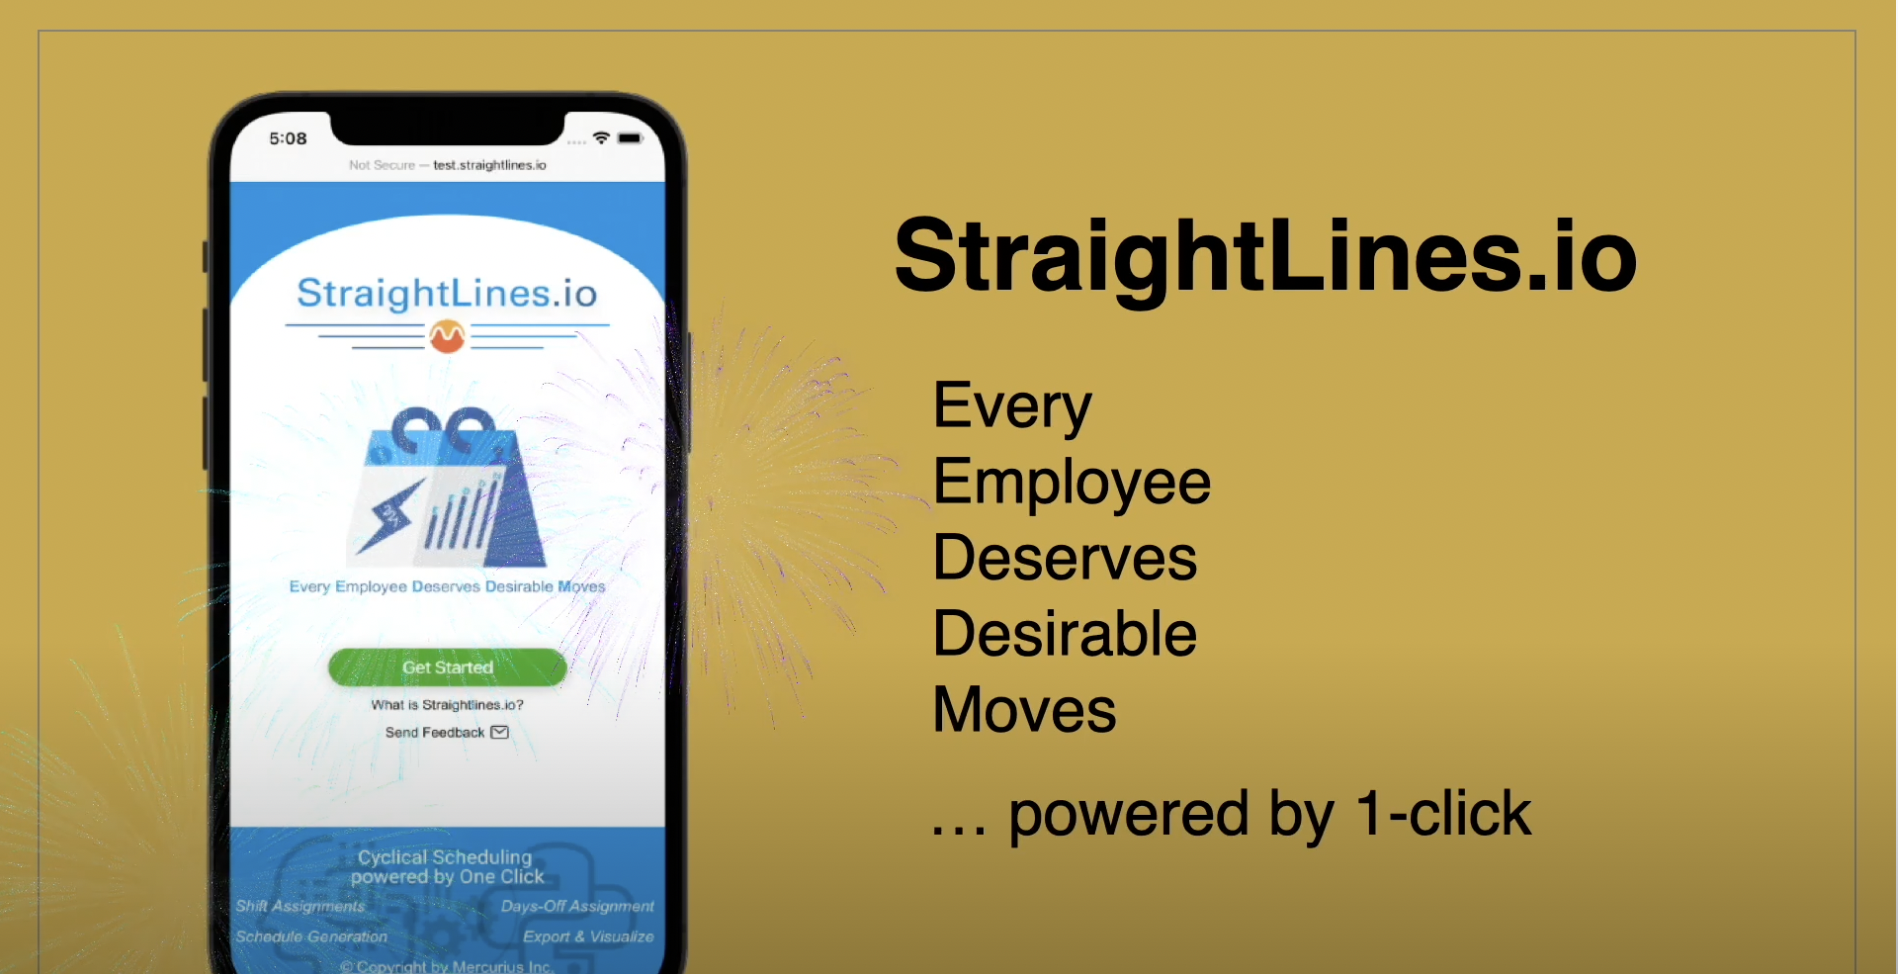 5:08
Not Secure — test.straightlines.io
StraightLines.io
Every Employee Deserves Desirable Moves
Get Started
What is Straightlines.io?
Send Feedback
Cyclical Scheduling
powered by One Click
Shift Assignments Days-Off Assignment
Schedule Generation Export & Visualize
© Copyright by Mercurius Inc.
StraightLines.io
Every
Employee
Deserves
Desirable
Moves
... powered by 1-click